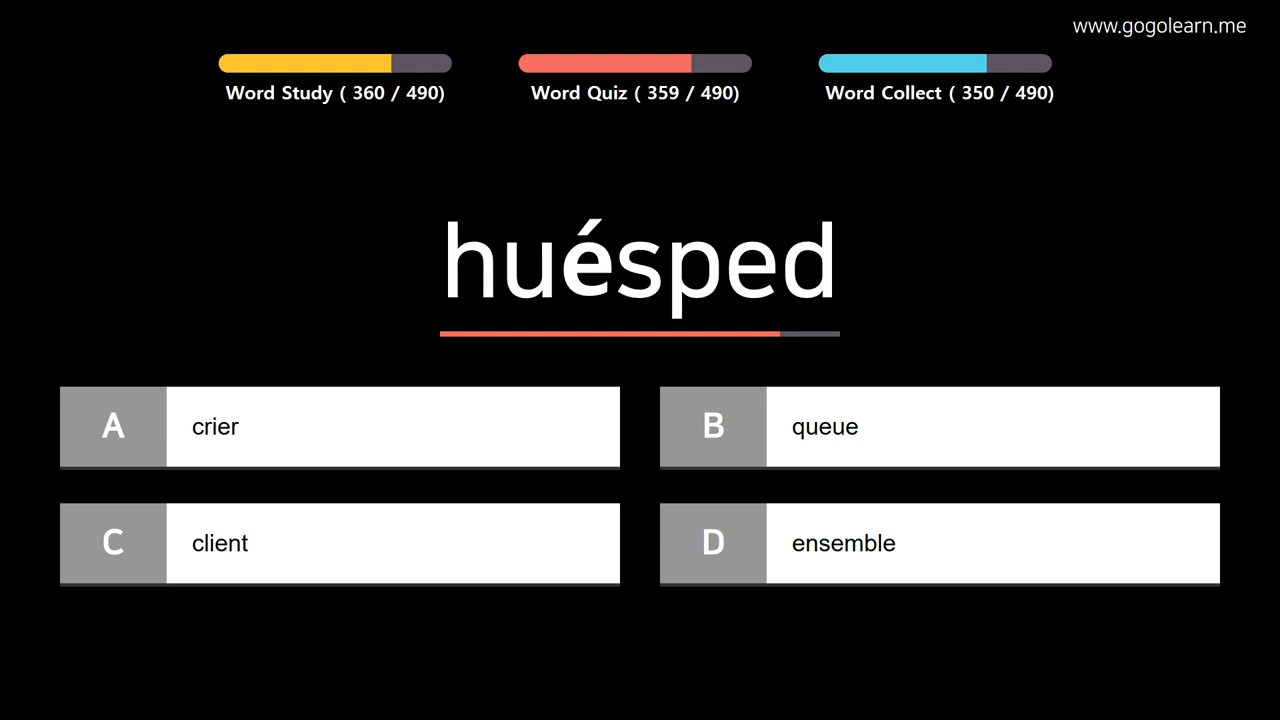 www.gogolearn.me
Word Study ( 360 / 490)
Word Quiz ( 359 / 490)
Word Collect ( 350 / 490)
huésped
A crier
B queue
C client
D ensemble